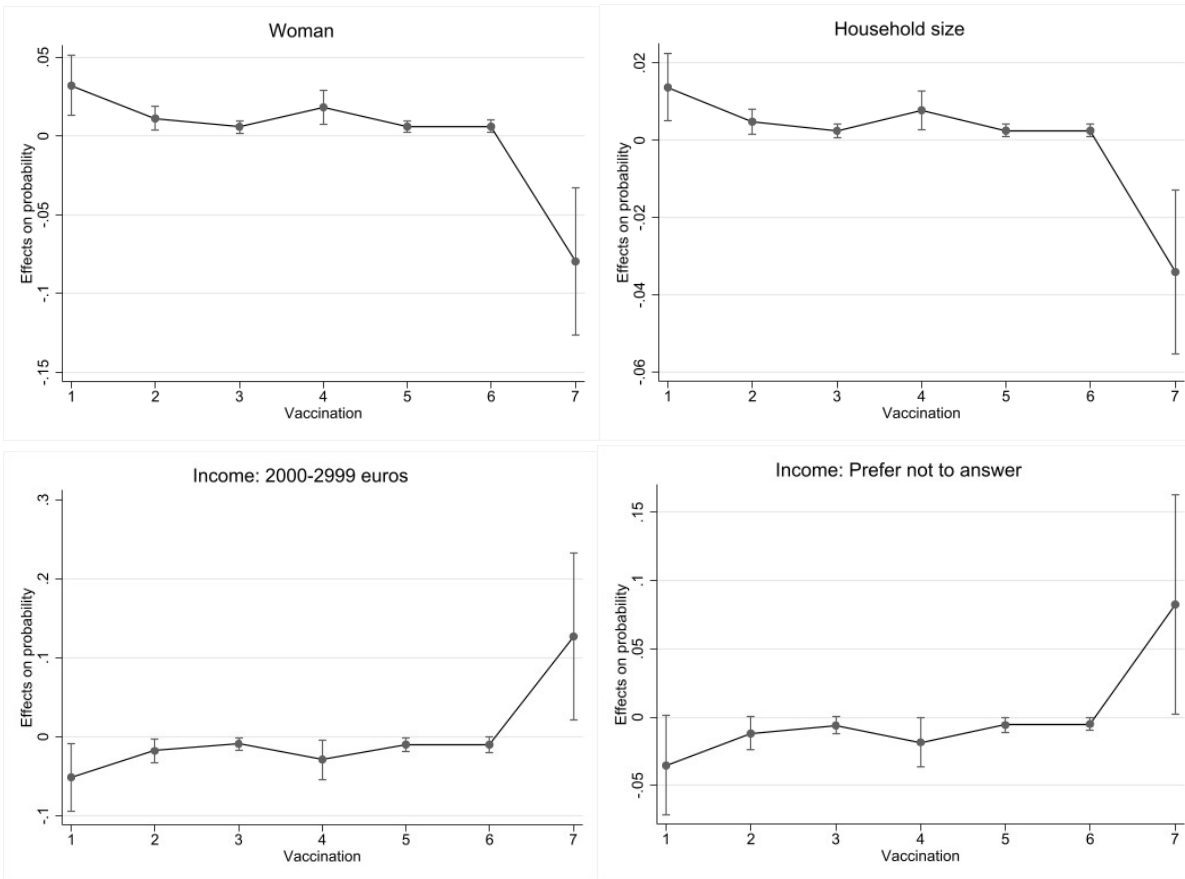 Woman
Effects on probability
.05
0
-.05
-.1
-.15
1 2 3 4 5 6 7
Vaccination
Household size
Effects on probability
.02
0
-.02
-.04
-.06
1 2 3 4 5 6 7
Vaccination
Income: 2000-2999 euros
Effects on probability
.3
.2
.1
0
-.1
1 2 3 4 5 6 7
Vaccination
Income: Prefer not to answer
Effects on probability
.15
.1
.05
0
-.05
1 2 3 4 5 6 7
Vaccination